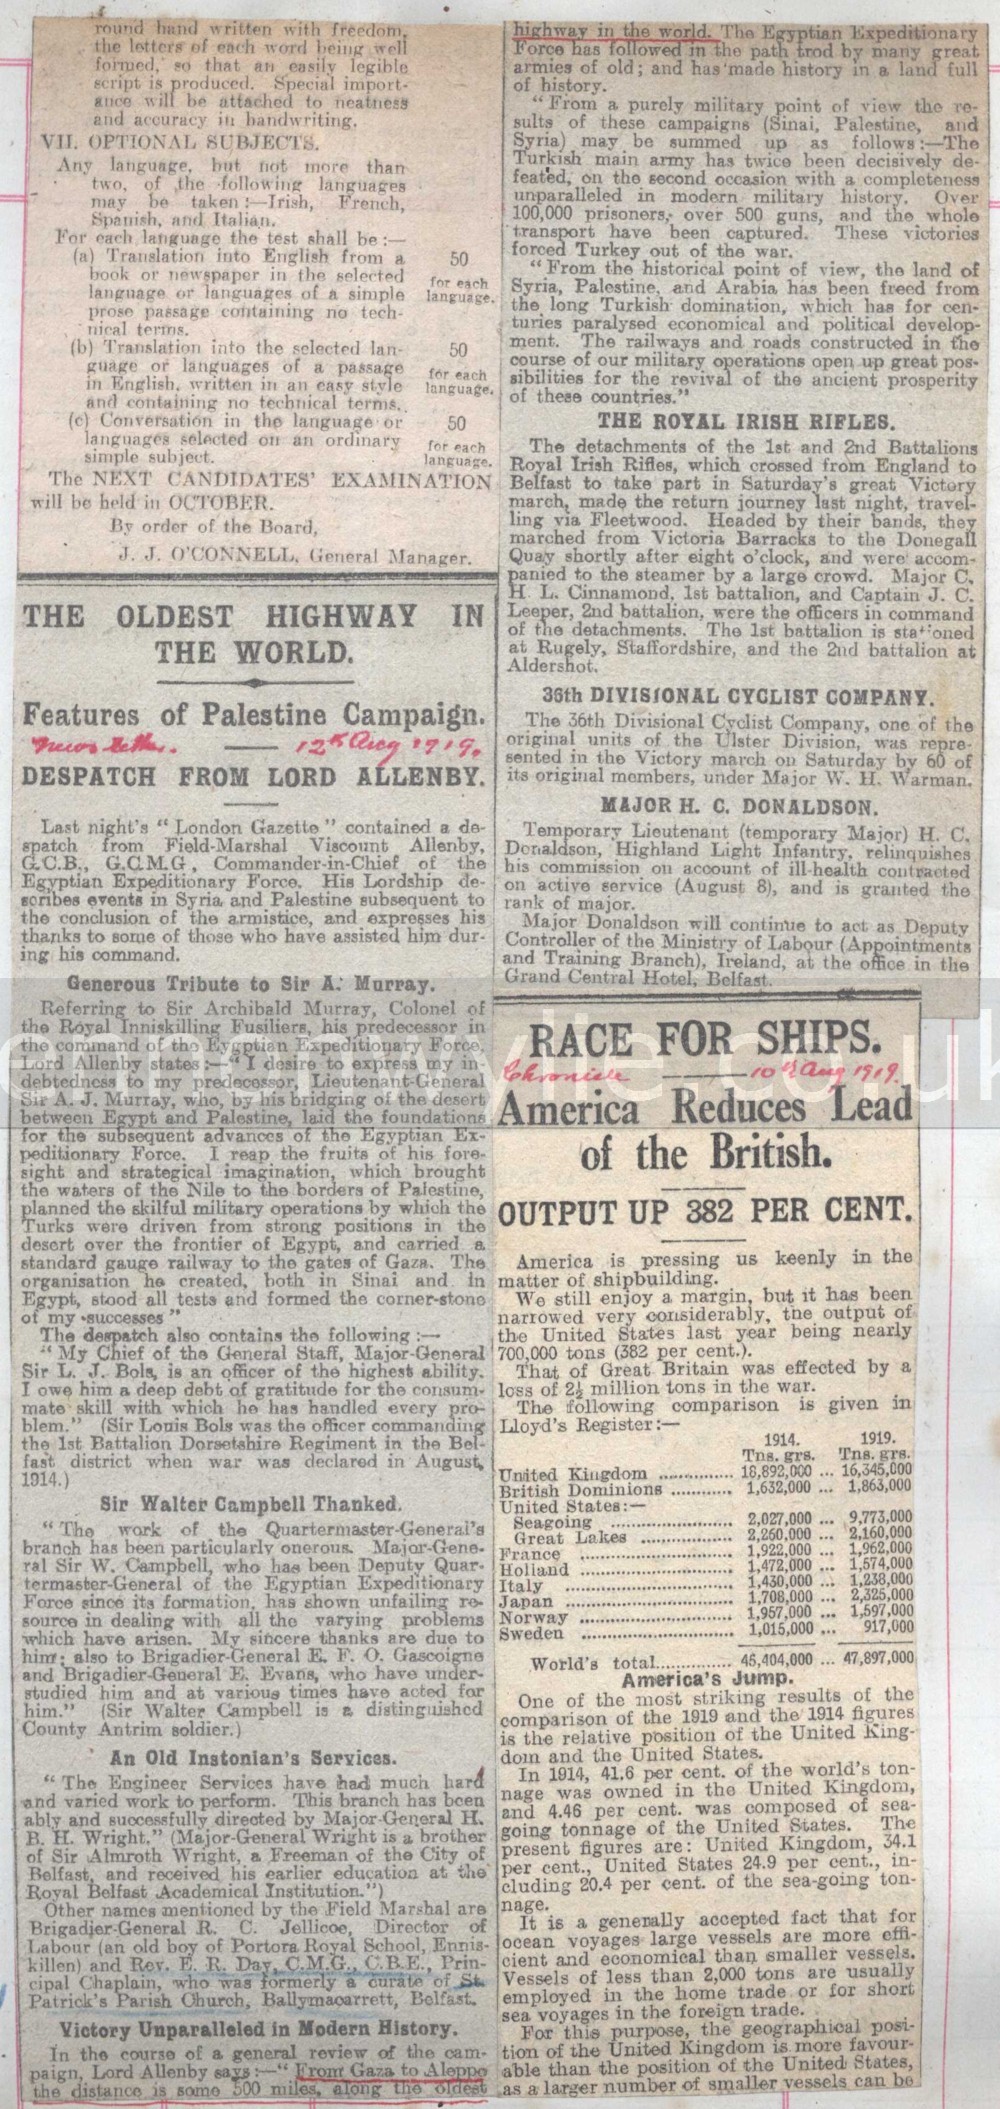 round hand written with freedom,
the letters of each word being well
formed, so that an easily legible
script is produced. Special import-
ance will be attached to neatness
and accuracy in handwriting.
VII. OPTIONAL SUBJECTS.
Any language, but not more than
two, of the following languages
may be taken:—Irish, French,
Spanish, and Italian.
For each language the test shall be:—
(a) Translation into English from a 50
book or newspaper in the selected for each
language or languages of a simple language.
prose passage containing no tech-
nical terms.
(b) Translation into the selected lan- 50
guage or languages of a passage for each
in English, written in an easy style language.
and containing no technical terms.
(c) Conversation in the language or 50
languages selected on an ordinary for each
simple subject. language.
The NEXT CANDIDATES' EXAMINATION
will be held in OCTOBER.
By order of the Board,
J. J. O'CONNELL, General Manager.
THE OLDEST HIGHWAY IN
THE WORLD.
Features of Palestine Campaign.
News Letter. 12th Aug 1919.
DESPATCH FROM LORD ALLENBY.
Last night's "London Gazette" contained a de-
spatch from Field-Marshal Viscount Allenby,
G.C.B., G.C.M.G, Commander-in-Chief of the
Egyptian Expeditionary Force. His Lordship de-
scribes events in Syria and Palestine subsequent to
the conclusion of the armistice, and expresses his
thanks to some of those who have assisted him dur-
ing his command.
Generous Tribute to Sir A. Murray.
Referring to Sir Archibald Murray, Colonel of
the Royal Inniskilling Fusiliers, his predecessor in
the command of the Egyptian Expeditionary Force,
Lord Allenby states:—"I desire to express my in-
debtedness to my predecessor, Lieutenant-General
Sir A. J. Murray, who, by his bridging of the desert
between Egypt and Palestine, laid the foundations
for the subsequent advances of the Egyptian Ex-
peditionary Force. I reap the fruits of his fore-
sight and strategical imagination, which brought
the waters of the Nile to the borders of Palestine,
planned the skilful military operations by which the
Turks were driven from strong positions in the
desert over the frontier of Egypt, and carried a
standard gauge railway to the gates of Gaza. The
organisation he created, both in Sinai and in
Egypt, stood all tests and formed the corner-stone
of my successes"
The despatch also contains the following:—
"My Chief of the General Staff, Major-General
Sir L. J. Bols, is an officer of the highest ability.
I owe him a deep debt of gratitude for the consum-
mate skill with which he has handled every pro-
blem." (Sir Louis Bols was the officer commanding
the 1st Battalion Dorsetshire Regiment in the Bel-
fast district when war was declared in August,
1914.)
Sir Walter Campbell Thanked.
"The work of the Quartermaster-General's
branch has been particularly onerous. Major-Gene-
ral Sir W. Campbell, who has been Deputy Quar-
termaster-General of the Egyptian Expeditionary
Force since its formation, has shown unfailing re-
source in dealing with all the varying problems
which have arisen. My sincere thanks are due to
him; also to Brigadier-General E. F. O. Gascoigne
and Brigadier-General E. Evans, who have under-
studied him and at various times have acted for
him." (Sir Walter Campbell is a distinguished
County Antrim soldier.)
An Old Instonian's Services.
"The Engineer Services have had much hard
and varied work to perform. This branch has been
ably and successfully directed by Major-General H.
B. H. Wright." (Major-General Wright is a brother
of Sir Almroth Wright, a Freeman of the City of
Belfast, and received his earlier education at the
Royal Belfast Academical Institution.")
Other names mentioned by the Field Marshal are
Brigadier-General R. C. Jellicoe, Director of
Labour (an old boy of Portora Royal School, Ennis-
killen) and Rev. E. R. Day, C.M.G., C.B.E., Prin-
cipal Chaplain, who was formerly a curate of St.
Patrick's Parish Church, Ballymacarrett, Belfast.
Victory Unparalleled in Modern History.
In the course of a general review of the cam-
paign, Lord Allenby says:—"From Gaza to Aleppo
the distance is some 500 miles, along the oldest
highway in the world. The Egyptian Expeditionary
Force has followed in the path trod by many great
armies of old; and has made history in a land full
of history.
"From a purely military point of view the re-
sults of these campaigns (Sinai, Palestine, and
Syria) may be summed up as follows:—The
Turkish main army has twice been decisively de-
feated, on the second occasion with a completeness
unparalleled in modern military history. Over
100,000 prisoners, over 500 guns, and the whole
transport have been captured. These victories
forced Turkey out of the war.
"From the historical point of view, the land of
Syria, Palestine, and Arabia has been freed from
the long Turkish domination, which has for cen-
turies paralysed economical and political develop-
ment. The railways and roads constructed in the
course of our military operations open up great pos-
sibilities for the revival of the ancient prosperity
of these countries."
THE ROYAL IRISH RIFLES.
The detachments of the 1st and 2nd Battalions
Royal Irish Rifles, which crossed from England to
Belfast to take part in Saturday's great Victory
march, made the return journey last night, travel-
ling via Fleetwood. Headed by their bands, they
marched from Victoria Barracks to the Donegall
Quay shortly after eight o'clock, and were accom-
panied to the steamer by a large crowd. Major C.
H. L. Cinnamond, 1st battalion, and Captain J. C.
Leeper, 2nd battalion, were the officers in command
of the detachments. The 1st battalion is stationed
at Rugely, Staffordshire, and the 2nd battalion at
Aldershot.
36th DIVISIONAL CYCLIST COMPANY.
The 36th Divisional Cyclist Company, one of the
original units of the Ulster Division, was repre-
sented in the Victory march on Saturday by 60 of
its original members, under Major W. H. Warman.
MAJOR H. C. DONALDSON.
Temporary Lieutenant (temporary Major) H. C.
Donaldson, Highland Light Infantry, relinquishes
his commission on account of ill-health contracted
on active service (August 8), and is granted the
rank of major.
Major Donaldson will continue to act as Deputy
Controller of the Ministry of Labour (Appointments
and Training Branch), Ireland, at the office in the
Grand Central Hotel, Belfast.
RACE FOR SHIPS.
Chronicle 10th Aug 1919.
America Reduces Lead
of the British.
OUTPUT UP 382 PER CENT.
America is pressing us keenly in the
matter of shipbuilding.
We still enjoy a margin, but it has been
narrowed very considerably, the output of
the United States last year being nearly
700,000 tons (382 per cent.).
That of Great Britain was effected by a
loss of 2½ million tons in the war.
The following comparison is given in
Lloyd's Register:—
1914. 1919.
Tns. grs. Tns. grs.
United Kingdom .............. 18,892,000 ... 16,345,000
British Dominions ............ 1,632,000 ... 1,863,000
United States:—
Seagoing ........................ 2,027,000 ... 9,773,000
Great Lakes .................. 2,260,000 ... 2,160,000
France .............................. 1,922,000 ... 1,962,000
Holland ............................ 1,472,000 ... 1,574,000
Italy ................................ 1,430,000 ... 1,238,000
Japan ................................ 1,708,000 ... 2,325,000
Norway .............................. 1,957,000 ... 1,597,000
Sweden .............................. 1,015,000 ... 917,000
World's total............... 45,404,000 ... 47,897,000
America's Jump.
One of the most striking results of the
comparison of the 1919 and the 1914 figures
is the relative position of the United King-
dom and the United States.
In 1914, 41.6 per cent. of the world's ton-
nage was owned in the United Kingdom,
and 4.46 per cent. was composed of sea-
going tonnage of the United States. The
present figures are: United Kingdom, 34.1
per cent., United States 24.9 per cent., in-
cluding 20.4 per cent. of the sea-going ton-
nage.
It is a generally accepted fact that for
ocean voyages large vessels are more effi-
cient and economical than smaller vessels.
Vessels of less than 2,000 tons are usually
employed in the home trade or for short
sea voyages in the foreign trade.
For this purpose, the geographical posi-
tion of the United Kingdom is more favour-
able than the position of the United States,
as a larger number of smaller vessels can be